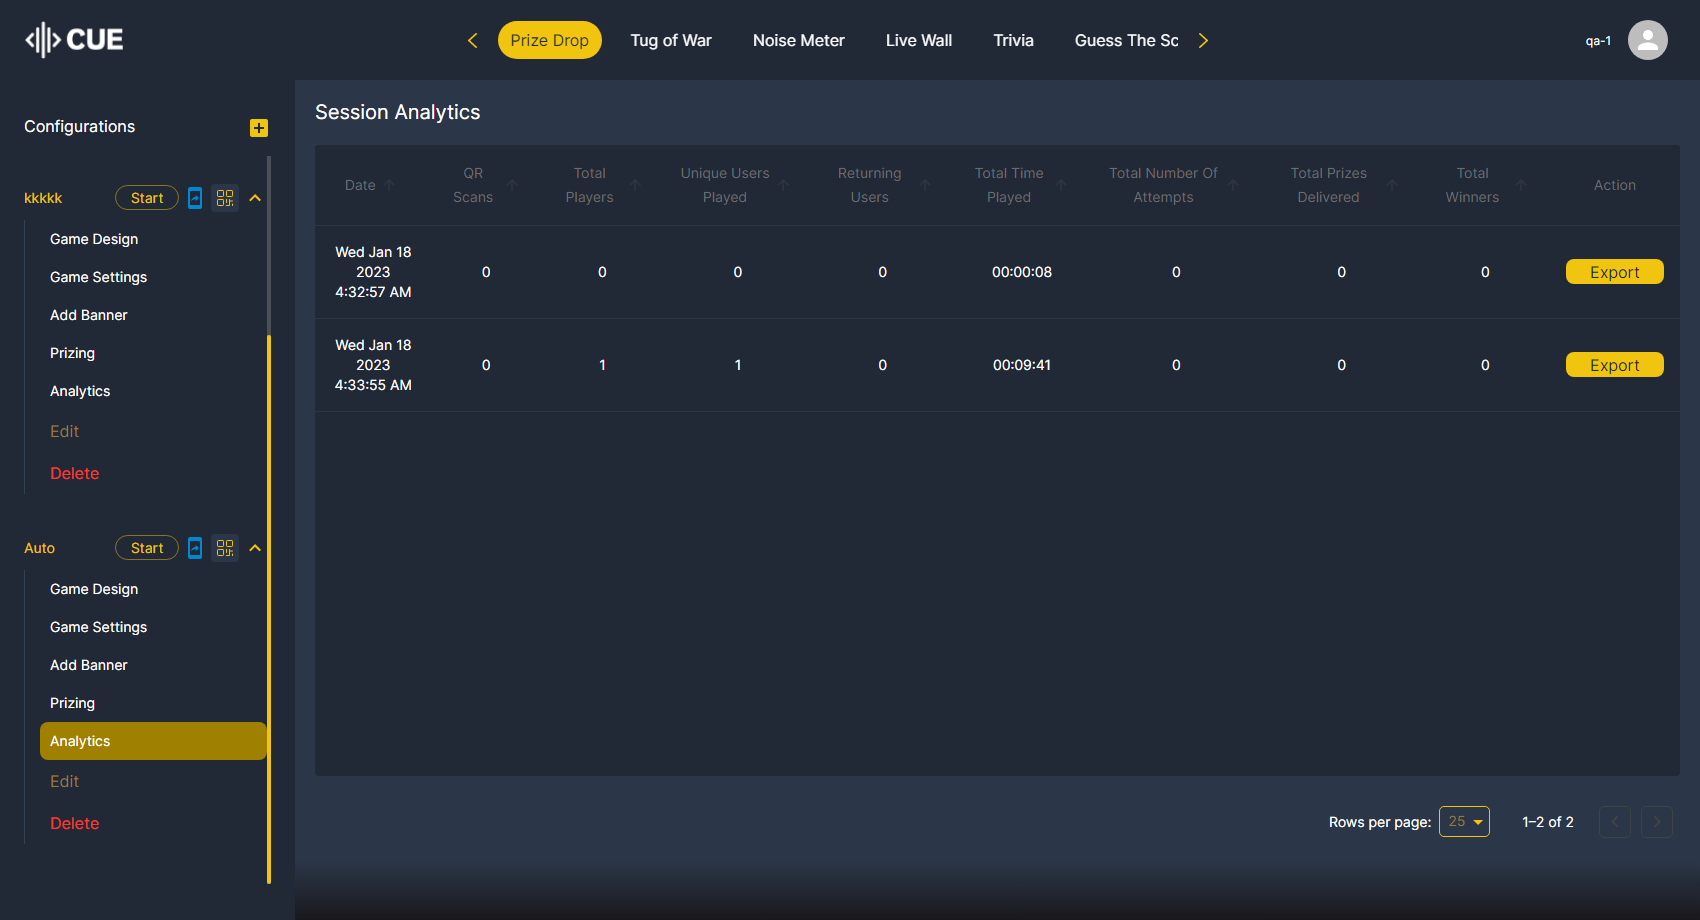 CUE
Prize Drop
Tug of War
Noise Meter
Live Wall
Trivia
Guess The Sc
qa-1
Configurations
kkkkk
Start
Game Design
Game Settings
Add Banner
Prizing
Analytics
Edit
Delete
Auto
Start
Game Design
Game Settings
Add Banner
Prizing
Analytics
Edit
Delete
Session Analytics
Date
QR
Scans
Total
Players
Unique Users
Played
Returning
Users
Total Time
Played
Total Number Of
Attempts
Total Prizes
Delivered
Total
Winners
Action
Wed Jan 18
2023
4:32:57 AM
0
0
0
0
00:00:08
0
0
0
Export
Wed Jan 18
2023
4:33:55 AM
0
1
1
0
00:09:41
0
0
0
Export
Rows per page:
25
1–2 of 2